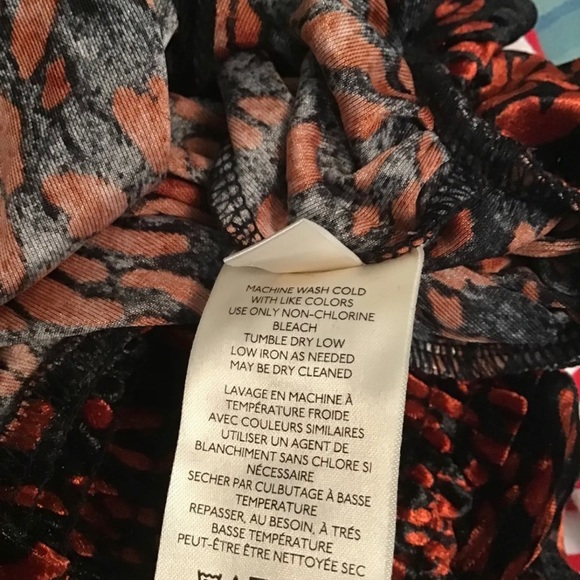 MACHINE WASH COLD
WITH LIKE COLORS
USE ONLY NON-CHLORINE
BLEACH
TUMBLE DRY LOW
LOW IRON AS NEEDED
MAY BE DRY CLEANED
LAVAGE EN MACHINE À
TEMPÉRATURE FROIDE
AVEC COULEURS SIMILAIRES
UTILISER UN AGENT DE
BLANCHIMENT SANS CHLORE SI
NÉCESSAIRE
SECHER PAR CULBUTAGE À BASSE
TEMPERATURE
REPASSER, AU BESOIN, À TRÉS
BASSE TEMPÉRATURE
PEUT-ÊTRE ÊTRE NETTOYÉE SEC